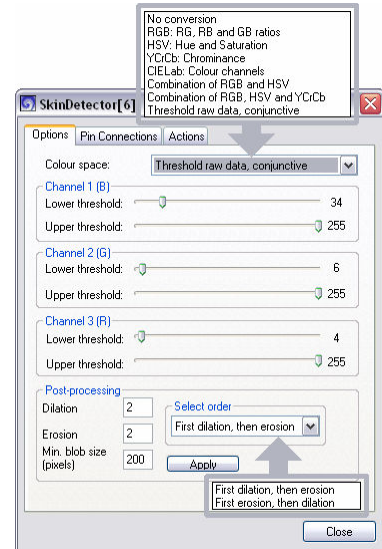 No conversion
RGB: RG, RB and GB ratios
HSV: Hue and Saturation
YCrCb: Chrominance
CIELab: Colour channels
Combination of RGB and HSV
Combination of RGB, HSV and YCrCb
Threshold raw data, conjunctive
SkinDetector[6]
Options Pin Connections Actions
Colour space: Threshold raw data, conjunctive
Channel 1 (B)
Lower threshold: 34
Upper threshold: 255
Channel 2 (G)
Lower threshold: 6
Upper threshold: 255
Channel 3 (R)
Lower threshold: 4
Upper threshold: 255
Post-processing
Dilation 2 Select order
First dilation, then erosion
Erosion 2
Min. blob size
(pixels) 200 Apply
First dilation, then erosion
First erosion, then dilation
Close